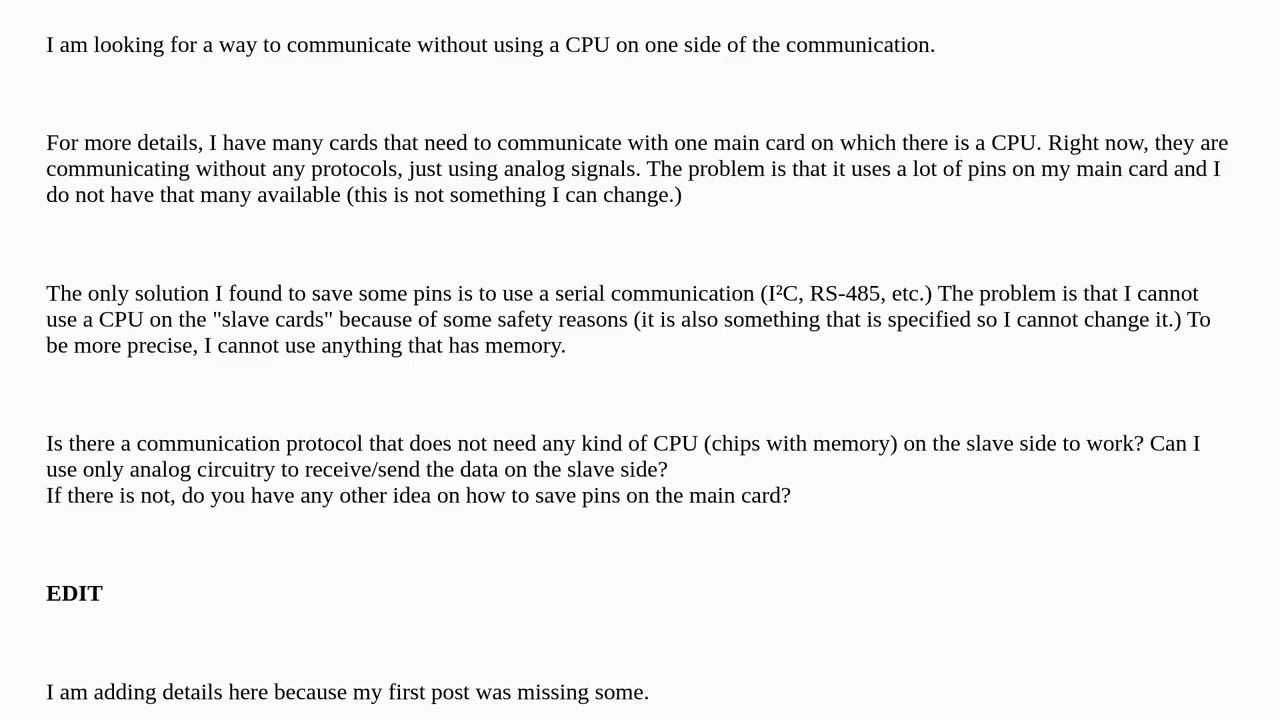 I am looking for a way to communicate without using a CPU on one side of the communication.
For more details, I have many cards that need to communicate with one main card on which there is a CPU. Right now, they are
communicating without any protocols, just using analog signals. The problem is that it uses a lot of pins on my main card and I
do not have that many available (this is not something I can change.)
The only solution I found to save some pins is to use a serial communication (I²C, RS-485, etc.) The problem is that I cannot
use a CPU on the "slave cards" because of some safety reasons (it is also something that is specified so I cannot change it.) To
be more precise, I cannot use anything that has memory.
Is there a communication protocol that does not need any kind of CPU (chips with memory) on the slave side to work? Can I
use only analog circuitry to receive/send the data on the slave side?
If there is not, do you have any other idea on how to save pins on the main card?
EDIT
I am adding details here because my first post was missing some.